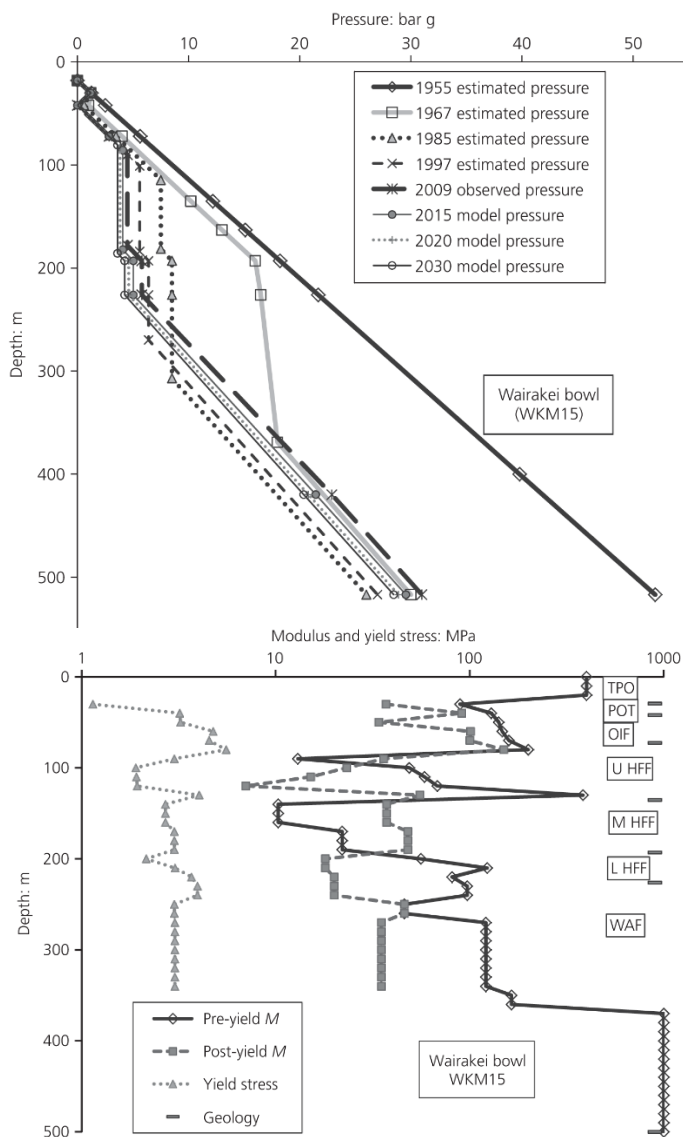 Pressure: bar g
0 10 20 30 40 50
0
100
200
300
400
500
Depth: m
1955 estimated pressure
1967 estimated pressure
1985 estimated pressure
1997 estimated pressure
2009 observed pressure
2015 model pressure
2020 model pressure
2030 model pressure
Wairakei bowl
(WKM15)
Modulus and yield stress: MPa
1 10 100 1000
0
100
200
300
400
500
Depth: m
TPO
POT
OIF
U HFF
M HFF
L HFF
WAF
Pre-yield M
Post-yield M
Yield stress
Geology
Wairakei bowl
WKM15